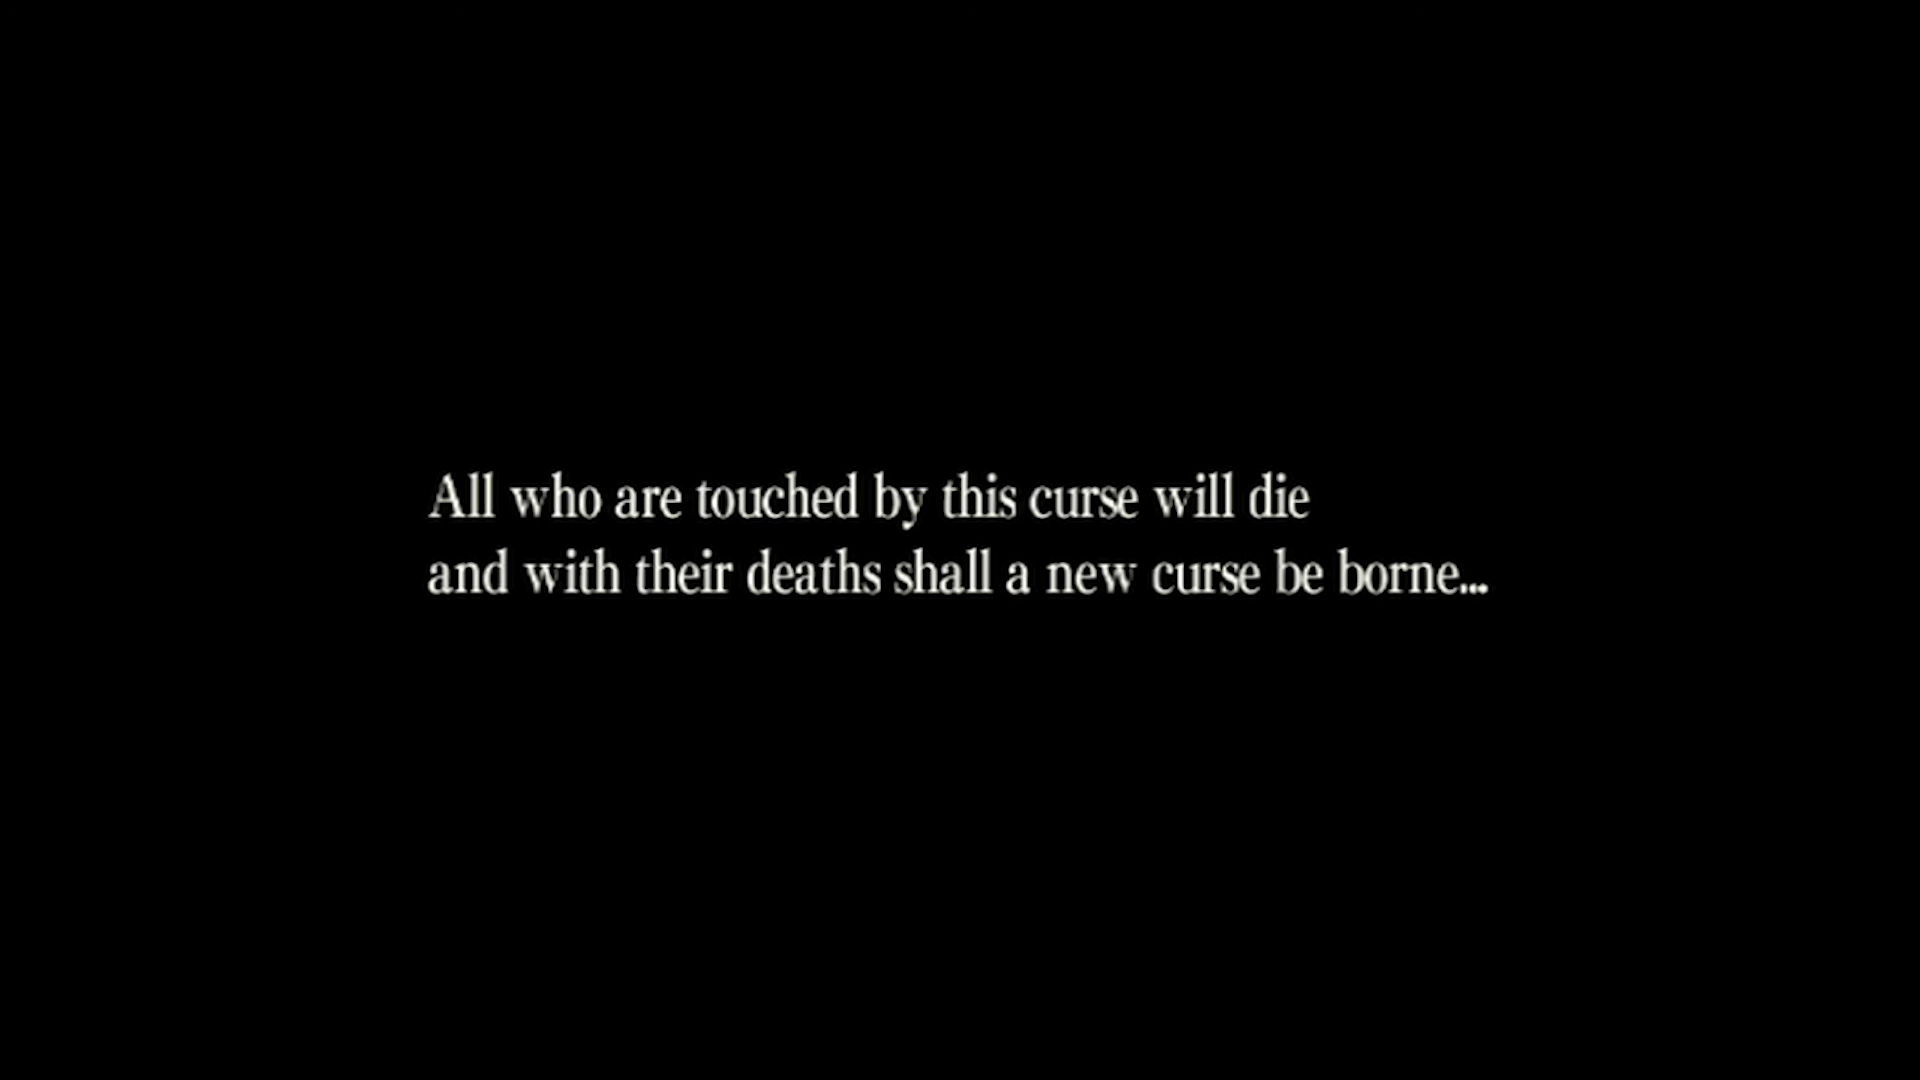 All who are touched by this curse will die
and with their deaths shall a new curse be borne...